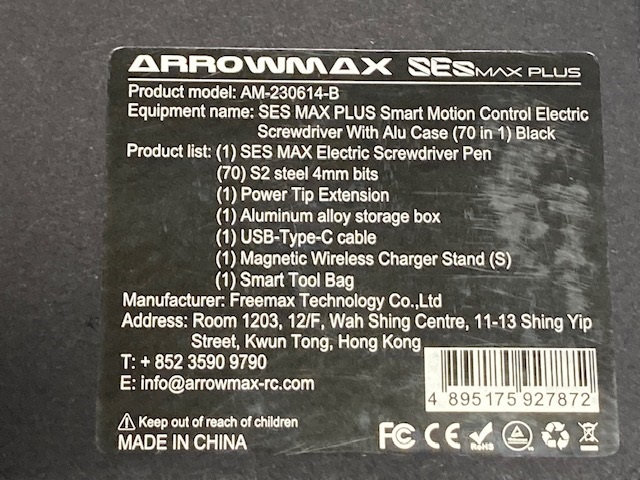 ARROWMAX SES MAX PLUS
Product model: AM-230614-B
Equipment name: SES MAX PLUS Smart Motion Control Electric
Screwdriver With Alu Case (70 in 1) Black
Product list: (1) SES MAX Electric Screwdriver Pen
(70) S2 steel 4mm bits
(1) Power Tip Extension
(1) Aluminum alloy storage box
(1) USB-Type-C cable
(1) Magnetic Wireless Charger Stand (S)
(1) Smart Tool Bag
Manufacturer: Freemax Technology Co.,Ltd
Address: Room 1203, 12/F, Wah Shing Centre, 11-13 Shing Yip
Street, Kwun Tong, Hong Kong
T: + 852 3590 9790
E: info@arrowmax-rc.com
4 895175 927872
Keep out of reach of children
MADE IN CHINA
FC CE RoHS